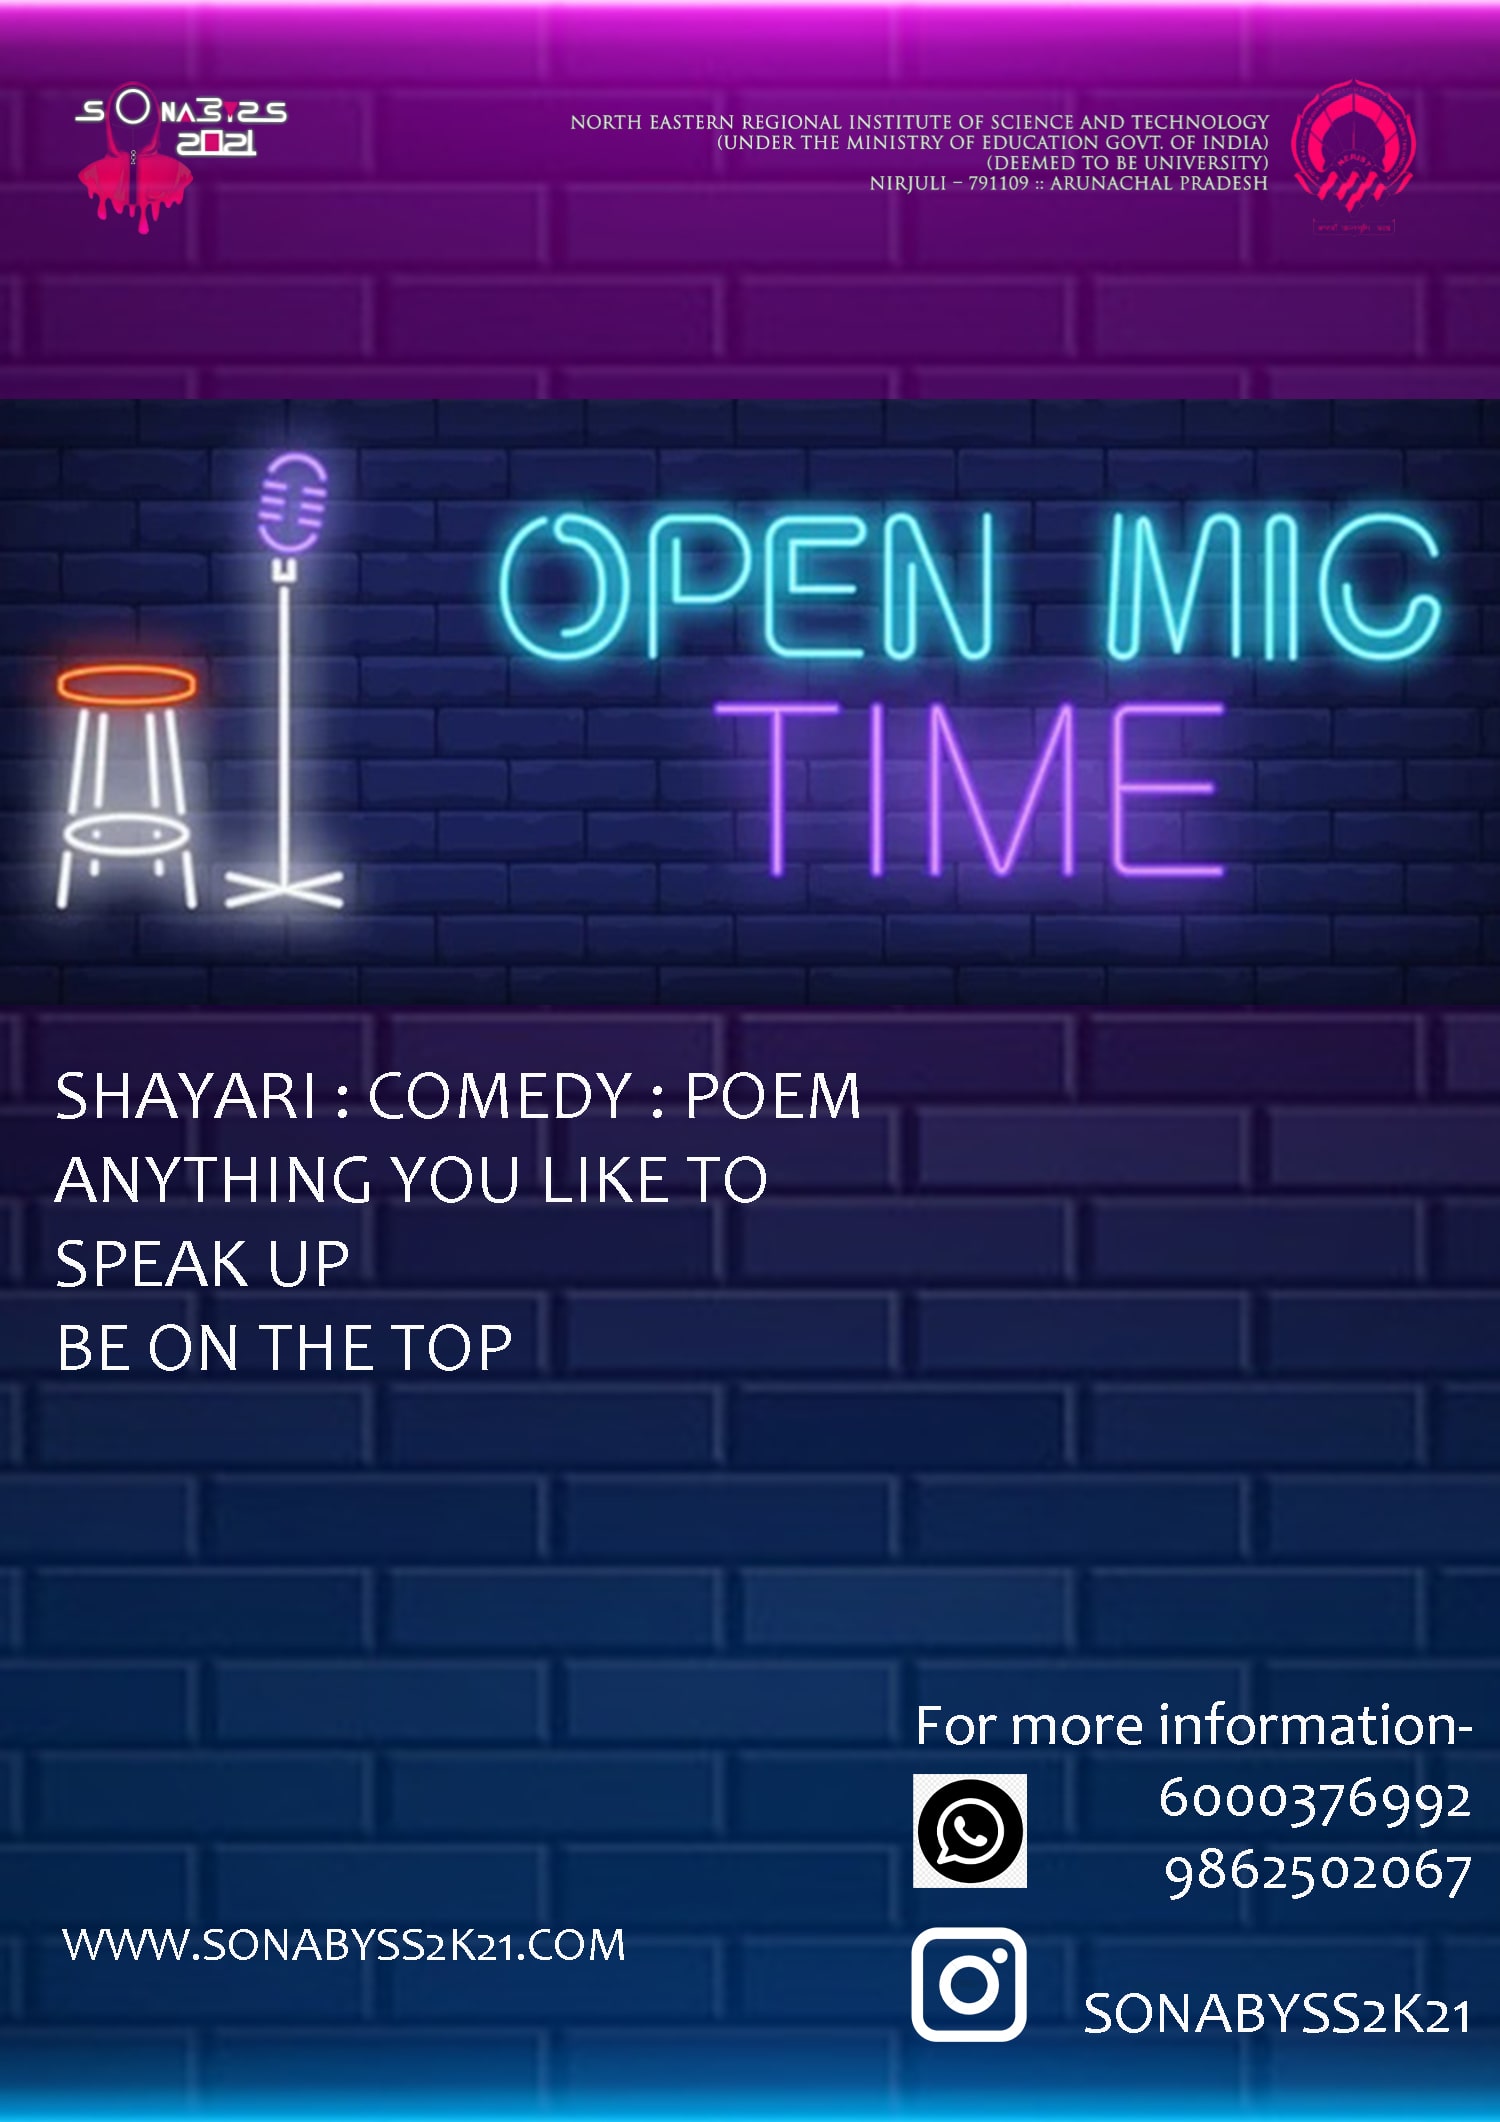 SONABYSS
2021
NORTH EASTERN REGIONAL INSTITUTE OF SCIENCE AND TECHNOLOGY
(UNDER THE MINISTRY OF EDUCATION GOVT. OF INDIA)
(DEEMED TO BE UNIVERSITY)
NIRJULI – 791109 :: ARUNACHAL PRADESH
OPEN MIC
TIME
SHAYARI : COMEDY : POEM
ANYTHING YOU LIKE TO
SPEAK UP
BE ON THE TOP
For more information-
6000376992
9862502067
WWW.SONABYSS2K21.COM
SONABYSS2K21